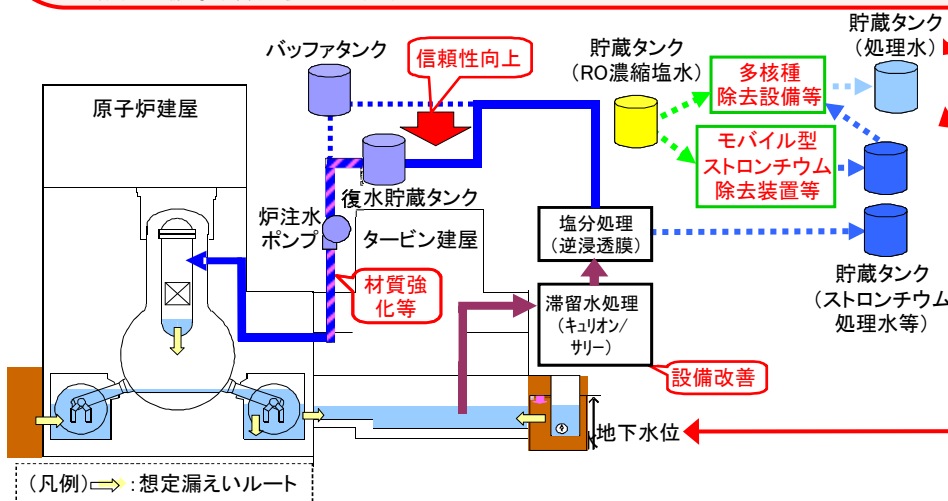 バッファタンク
信頼性向上
貯蔵タンク
(RO濃縮塩水)
多核種
除去設備等
貯蔵タンク
(処理水)
原子炉建屋
モバイル型
ストロンチウム
除去装置等
復水貯蔵タンク
炉注水
ポンプ
タービン建屋
塩分処理
(逆浸透膜)
材質強
化等
滞留水処理
(キュリオン/
サリー)
貯蔵タンク
(ストロンチウム
処理水等)
設備改善
地下水位
(凡例)
:想定漏えいルート